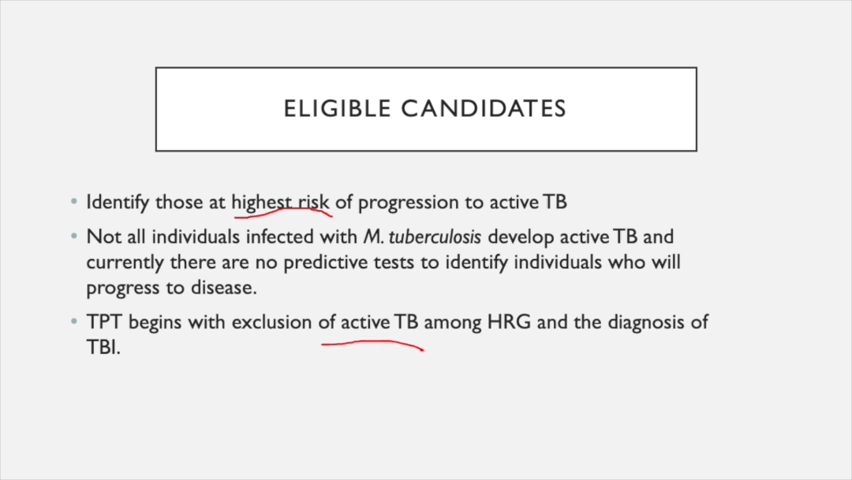 ELIGIBLE CANDIDATES
• Identify those at highest risk of progression to active TB
• Not all individuals infected with M. tuberculosis develop active TB and
currently there are no predictive tests to identify individuals who will
progress to disease.
• TPT begins with exclusion of active TB among HRG and the diagnosis of
TBI.